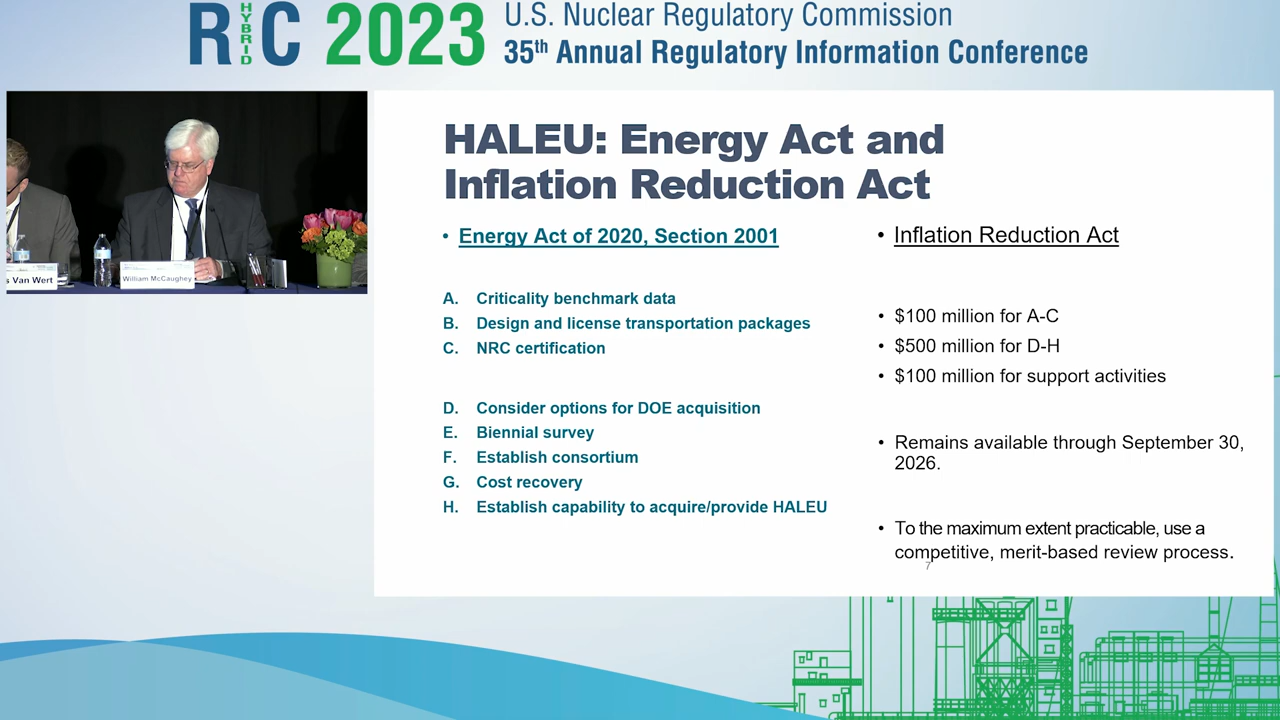 RIC 2023
HYBRID
U.S. Nuclear Regulatory Commission
35th Annual Regulatory Information Conference
s Van Wert
William McCaughey
HALEU: Energy Act and
Inflation Reduction Act
• Energy Act of 2020, Section 2001
A. Criticality benchmark data
B. Design and license transportation packages
C. NRC certification
D. Consider options for DOE acquisition
E. Biennial survey
F. Establish consortium
G. Cost recovery
H. Establish capability to acquire/provide HALEU
• Inflation Reduction Act
• $100 million for A-C
• $500 million for D-H
• $100 million for support activities
• Remains available through September 30,
2026.
• To the maximum extent practicable, use a
competitive, merit-based review process.
7